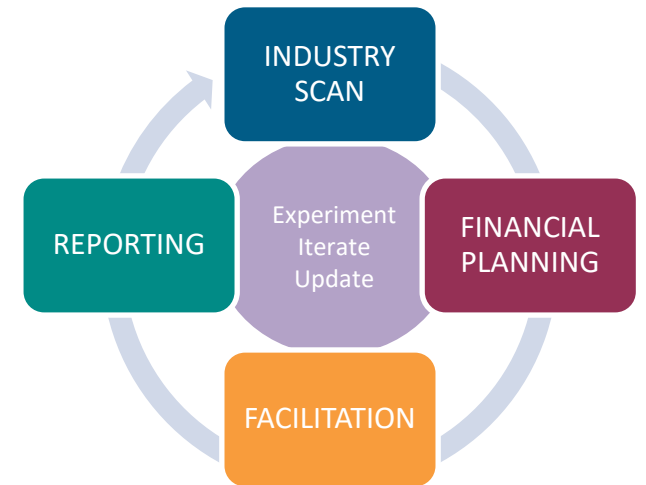 INDUSTRY
SCAN
Experiment
Iterate
Update
REPORTING
FINANCIAL
PLANNING
FACILITATION